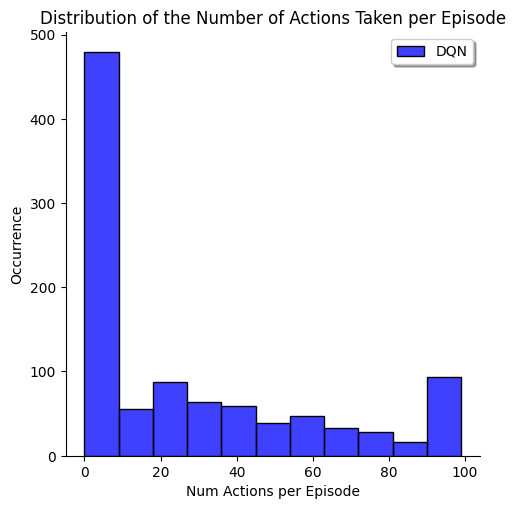 Distribution of the Number of Actions Taken per Episode
DQN
500
400
300
200
100
0
Occurrence
0 20 40 60 80 100
Num Actions per Episode